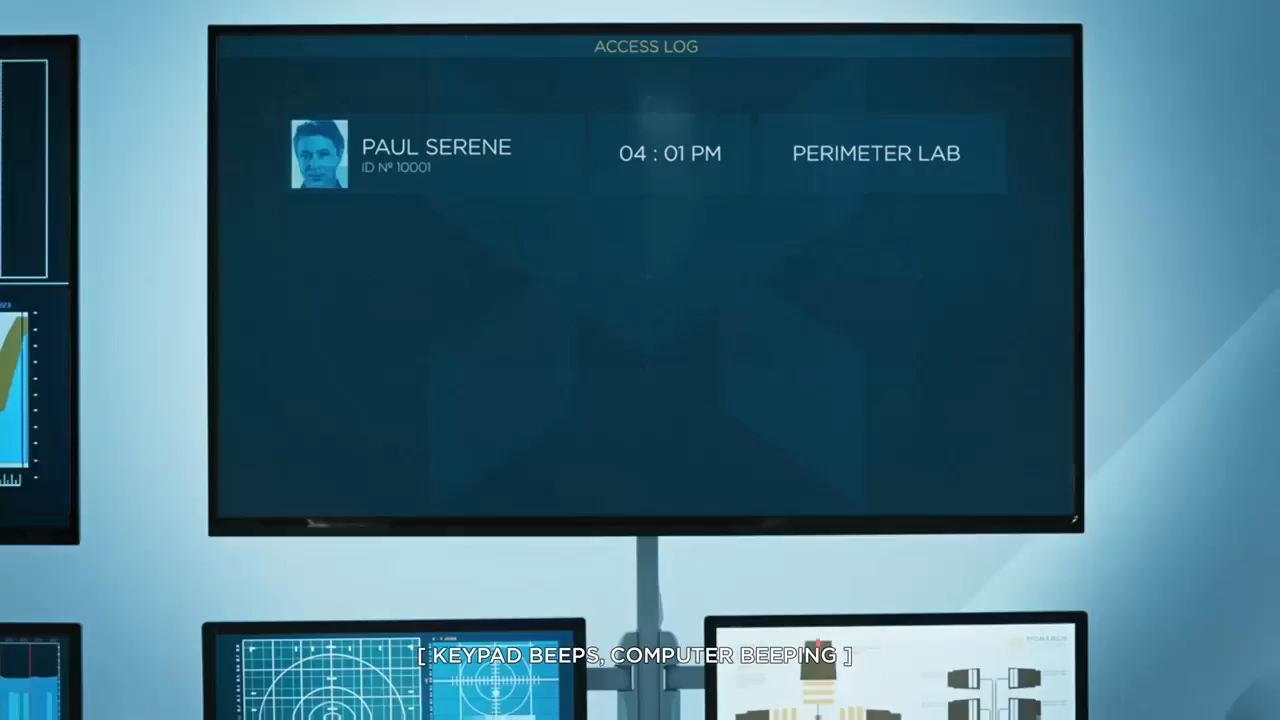 ACCESS LOG
PAUL SERENE
ID Nº 10001
04 : 01 PM
PERIMETER LAB
[ KEYPAD BEEPS, COMPUTER BEEPING ]